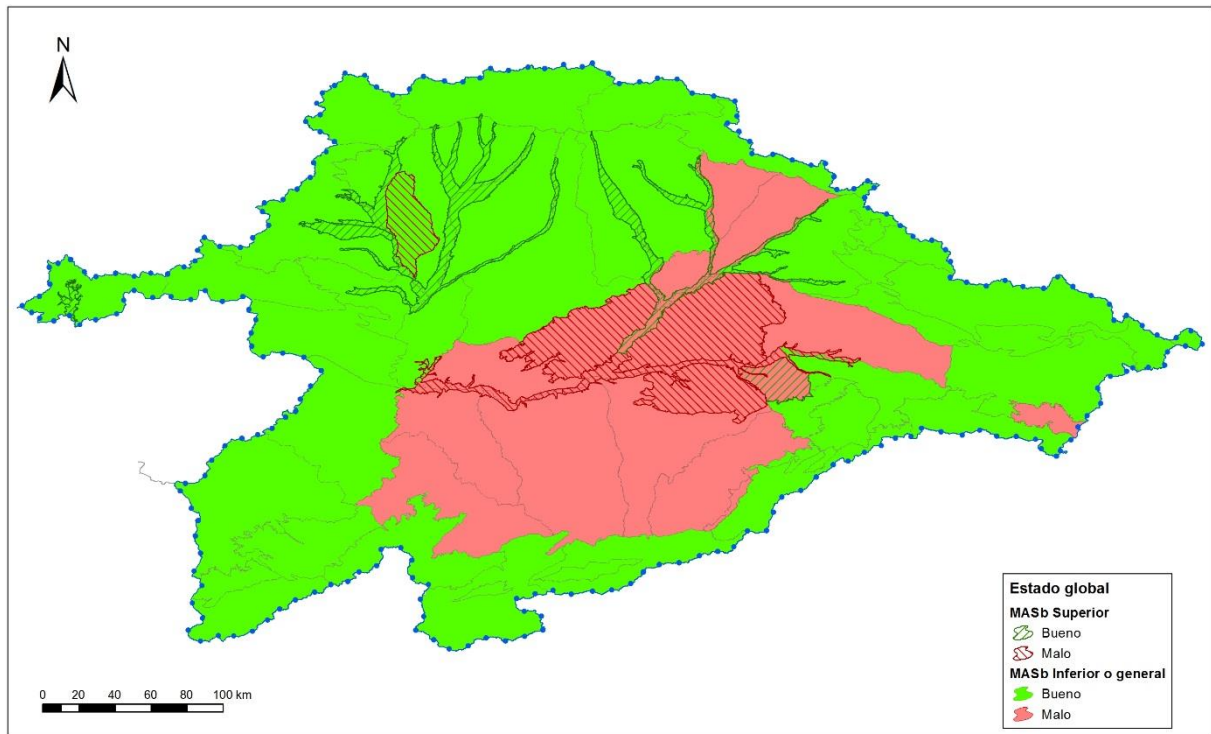 N
Estado global
MASb Superior
Bueno
Malo
MASb Inferior o general
Bueno
Malo
0 20 40 60 80 100 km